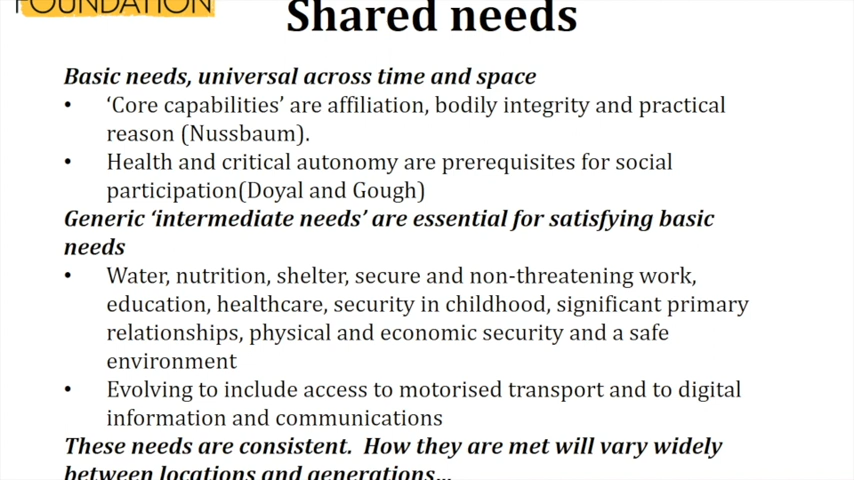 FOUNDATION
Shared needs
Basic needs, universal across time and space
• ‘Core capabilities’ are affiliation, bodily integrity and practical
reason (Nussbaum).
• Health and critical autonomy are prerequisites for social
participation(Doyal and Gough)
Generic ‘intermediate needs’ are essential for satisfying basic
needs
• Water, nutrition, shelter, secure and non-threatening work,
education, healthcare, security in childhood, significant primary
relationships, physical and economic security and a safe
environment
• Evolving to include access to motorised transport and to digital
information and communications
These needs are consistent.  How they are met will vary widely
between locations and generations...